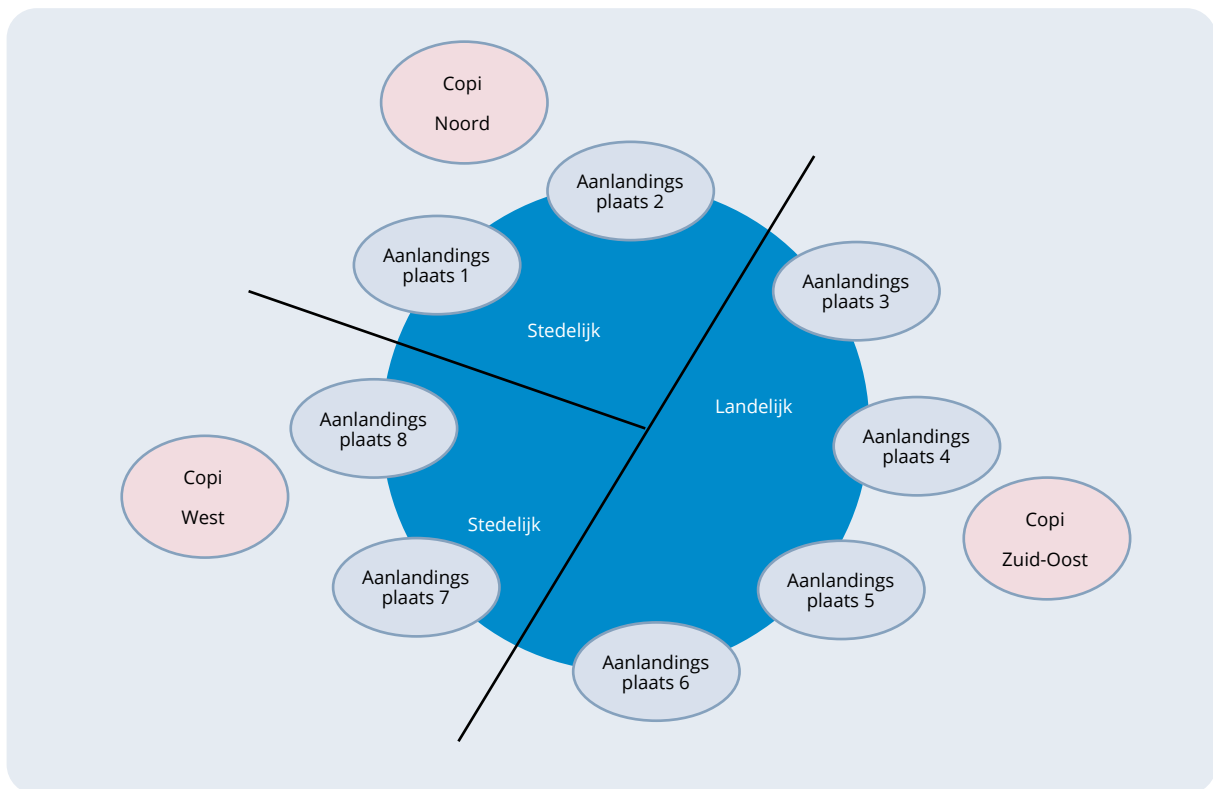 Copi
Noord
Aanlandings
plaats 2
Aanlandings
plaats 1
Aanlandings
plaats 3
Stedelijk
Landelijk
Aanlandings
plaats 8
Aanlandings
plaats 4
Copi
West
Stedelijk
Copi
Zuid-Oost
Aanlandings
plaats 7
Aanlandings
plaats 5
Aanlandings
plaats 6